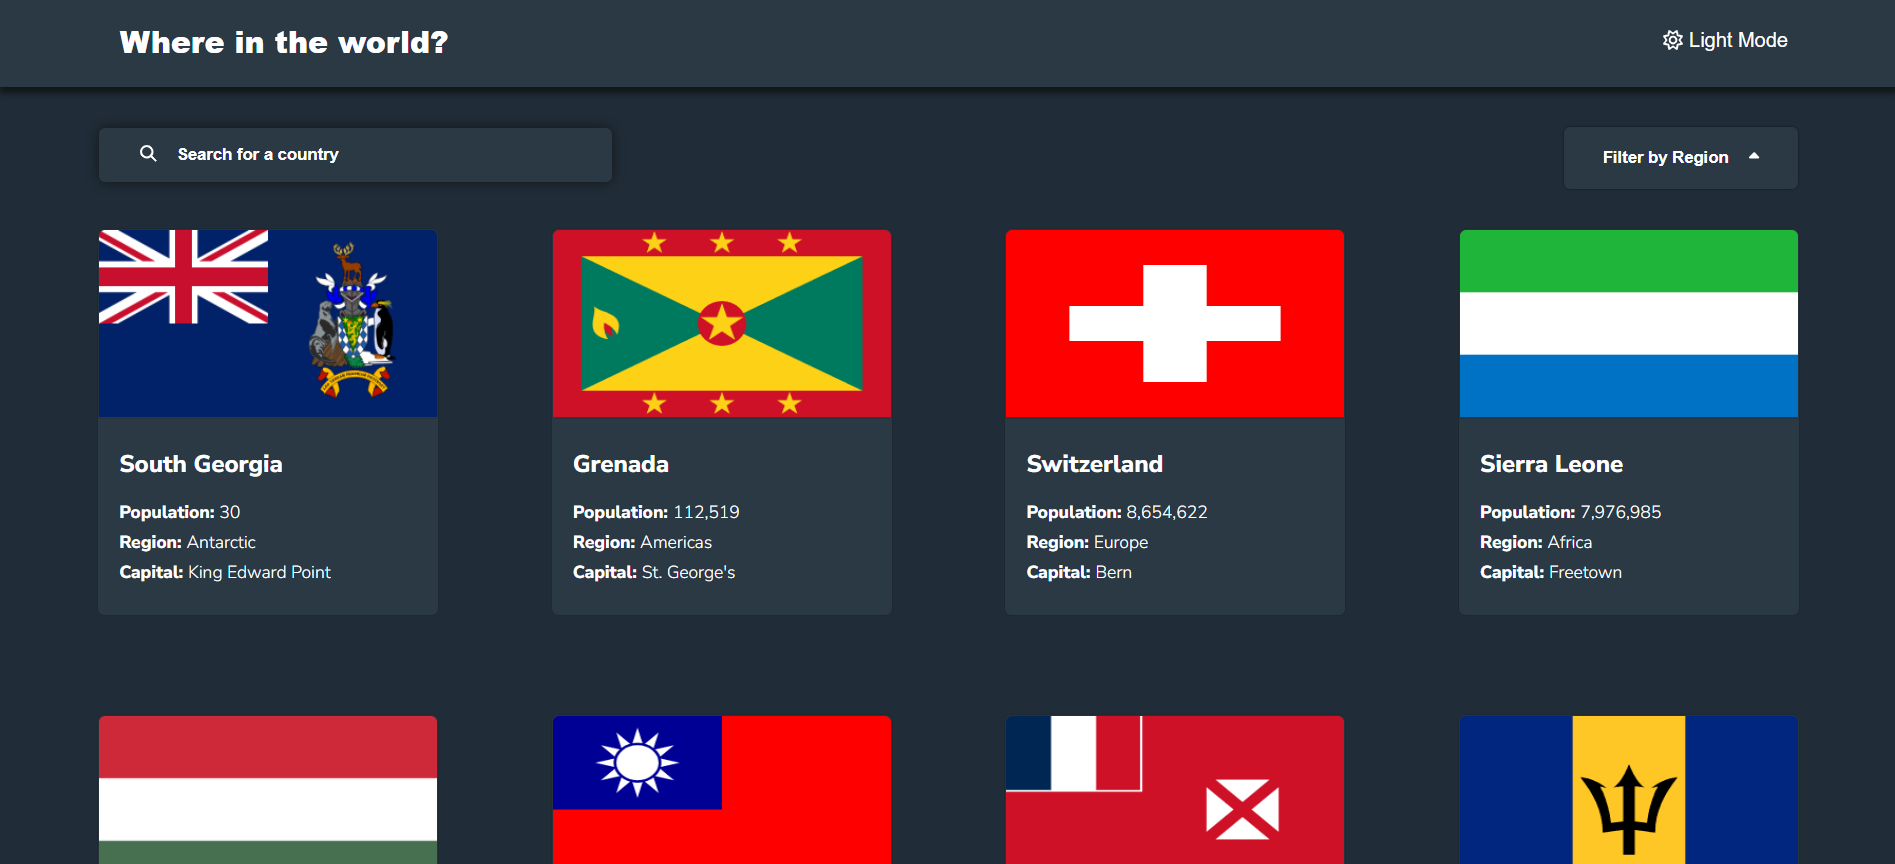 Where in the world?
Light Mode
Search for a country
Filter by Region
South Georgia
Population: 30
Region: Antarctic
Capital: King Edward Point
Grenada
Population: 112,519
Region: Americas
Capital: St. George's
Switzerland
Population: 8,654,622
Region: Europe
Capital: Bern
Sierra Leone
Population: 7,976,985
Region: Africa
Capital: Freetown